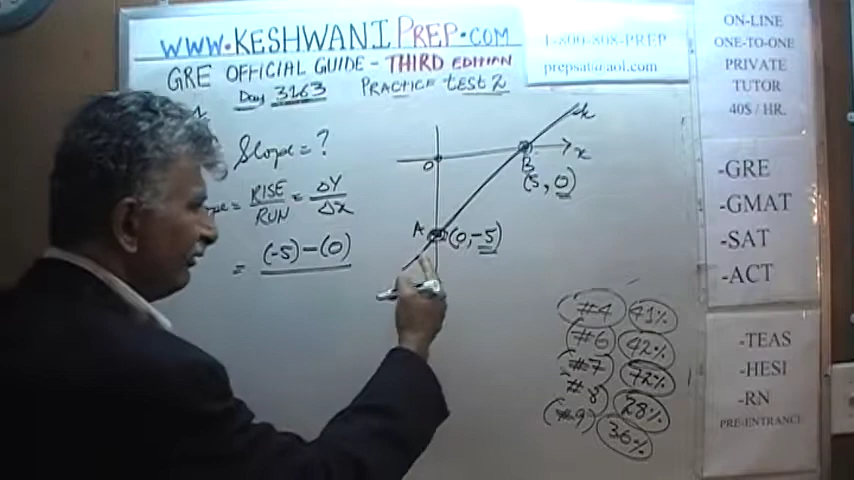 WWW.KESHWANIPREP.COM
GRE OFFICIAL GUIDE - THIRD EDITION
Day 3163 PRACTICE TEST 2
1-800-808-PREP
prepsat@aol.com
ON-LINE
ONE-TO-ONE
PRIVATE
TUTOR
40$ / HR.
-GRE
-GMAT
-SAT
-ACT
-TEAS
-HESI
-RN
PRE-ENTRANCE
Slope = ?
= RISE = ΔY
RUN ΔX
= (-5) - (0)
k
O x
B
(5, 0)
A (0, -5)
#4 41%
#6 42%
#7 72%
#8 28%
#9 36%